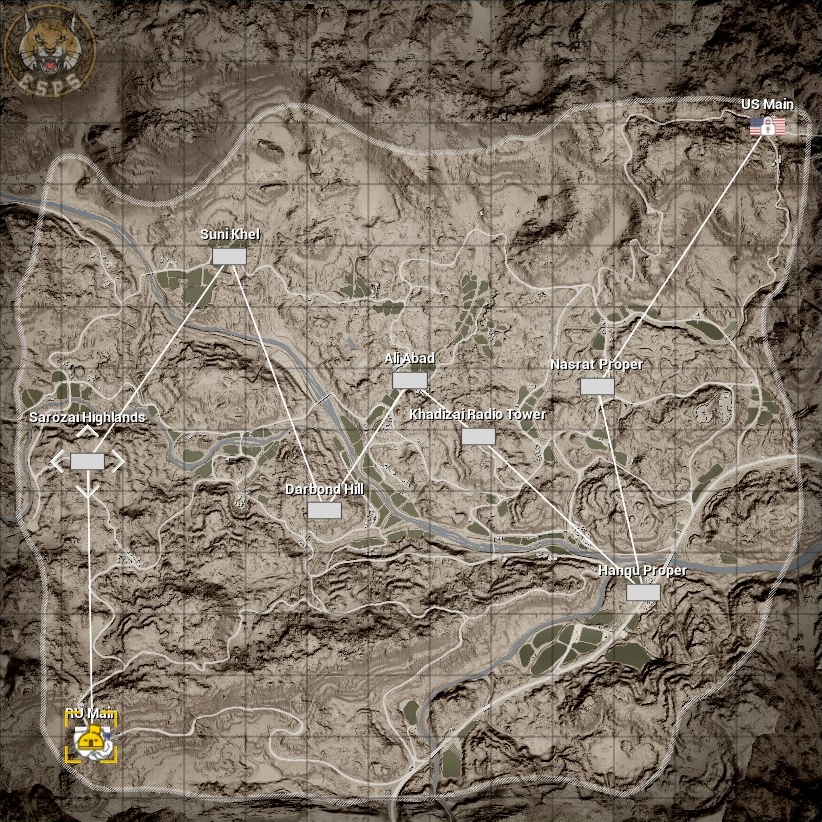 ESPS
US Main
Suni Khel
Ali Abad
Nasrat Proper
Sarozai Highlands
Khadizai Radio Tower
Darbond Hill
Hanqu Proper
RU Main